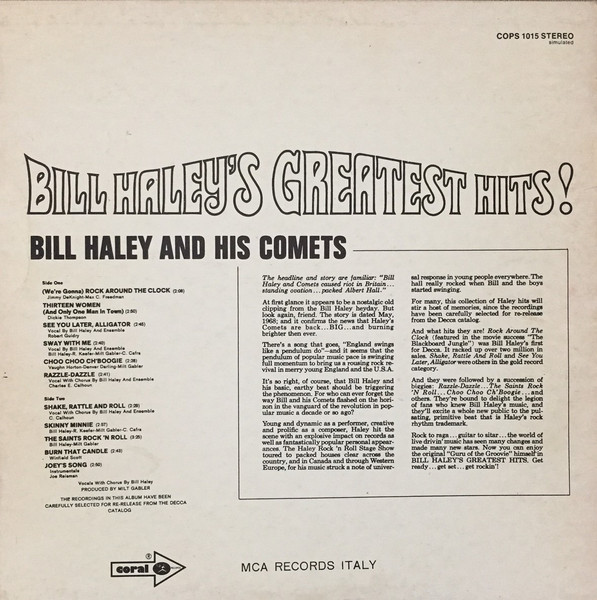 COPS 1015 STEREO
simulated
BILL HALEY'S GREATEST HITS!
BILL HALEY AND HIS COMETS
Side One
(We're Gonna) ROCK AROUND THE CLOCK (2:08)
Jimmy DeKnight-Max C. Freedman
THIRTEEN WOMEN
(And Only One Man In Town) (2:50)
Dickie Thompson
SEE YOU LATER, ALLIGATOR (2:45)
Vocal By Bill Haley And Ensemble
Robert Guidry
SWAY WITH ME
Vocal By Bill Haley And Ensemble
Bill Haley-R. Keefer-Milt Gabler-C. Cafra
CHOO CHOO CH'BOOGIE (2:36)
Vaughn Horton-Denver Darling-Milt Gabler
RAZZLE-DAZZLE (2:41)
Vocal With Chorus By Bill Haley And Ensemble
Charles E. Calhoun
Side Two
SHAKE, RATTLE AND ROLL (2:28)
Vocal With Chorus By Bill Haley And Ensemble
C. Calhoun
SKINNY MINNIE (2:57)
Bill Haley-R. Keefer-Milt Gabler-C. Cafra
THE SAINTS ROCK 'N ROLL (3:25)
Bill Haley-Milt Gabler
BURN THAT CANDLE (2:43)
Winfield Scott
JOEY'S SONG (2:50)
Instrumentals
Joe Reisman
Vocals With Chorus By Bill Haley
PRODUCED BY MILT GABLER
THE RECORDINGS IN THIS ALBUM HAVE BEEN
CAREFULLY SELECTED FOR RE-RELEASE FROM THE DECCA
CATALOG
The headline and story are familiar: "Bill
Haley and Comets caused riot in Britain...
standing ovation...packed Albert Hall."
At first glance it appears to be a nostalgic old
clipping from the Bill Haley heyday. But
look again, friend. The story is dated May,
1968; and it confirms the news that Haley's
Comets are back...BIG...and burning
brighter then ever.
There's a song that goes, "England swings
like a pendulum do"—and it seems that the
pendulum of popular music pace is swinging
full momentum to bring us a rousing rock re-
vival in merry young England and the U.S.A.
It's so right, of course, that Bill Haley and
his basic, earthy beat should be triggering
the phenomenon. For who can ever forget the
way Bill and his Comets flashed on the hori-
zon in the vanguard of the revolution in pop-
ular music a decade or so ago?
Young and dynamic as a performer, creative
and prolific as a composer, Haley hit the
scene with an explosive impact on records as
well as fantastically popular personal appear-
ances. The Haley Rock 'n Roll Stage Show
toured to packed houses clear across the
country, and in Canada and through Western
Europe, for his music struck a note of univer-
sal response in young people everywhere. The
hall really rocked when Bill and the boys
started swinging.
For many, this collection of Haley hits will
stir a host of memories, since the recordings
have been carefully selected for re-release
from the Decca catalog.
And what hits they are! Rock Around The
Clock (featured in the movie success "The
Blackboard Jungle") was Bill Haley's first
for Decca. It racked up over two million in
sales. Shake, Rattle And Roll and See You
Later, Alligator were others in the gold record
category.
And they were followed by a succession of
biggies: Razzle-Dazzle...The Saints Rock
'N Roll...Choo Choo Ch'Boogie...and
others. They're bound to delight the legion
of fans who knew Bill Haley's music, and
they'll excite a whole new public to the pul-
sating, primitive beat that is Haley's rock
rhythm trademark.
Rock to raga...guitar to sitar...the world of
live drivin' music has seen many changes and
made many new stars. Now you can enjoy
the original "Guru of the Groovie" himself in
BILL HALEY'S GREATEST HITS. Get
ready...get set...get rockin'!
coral ®
MCA RECORDS ITALY